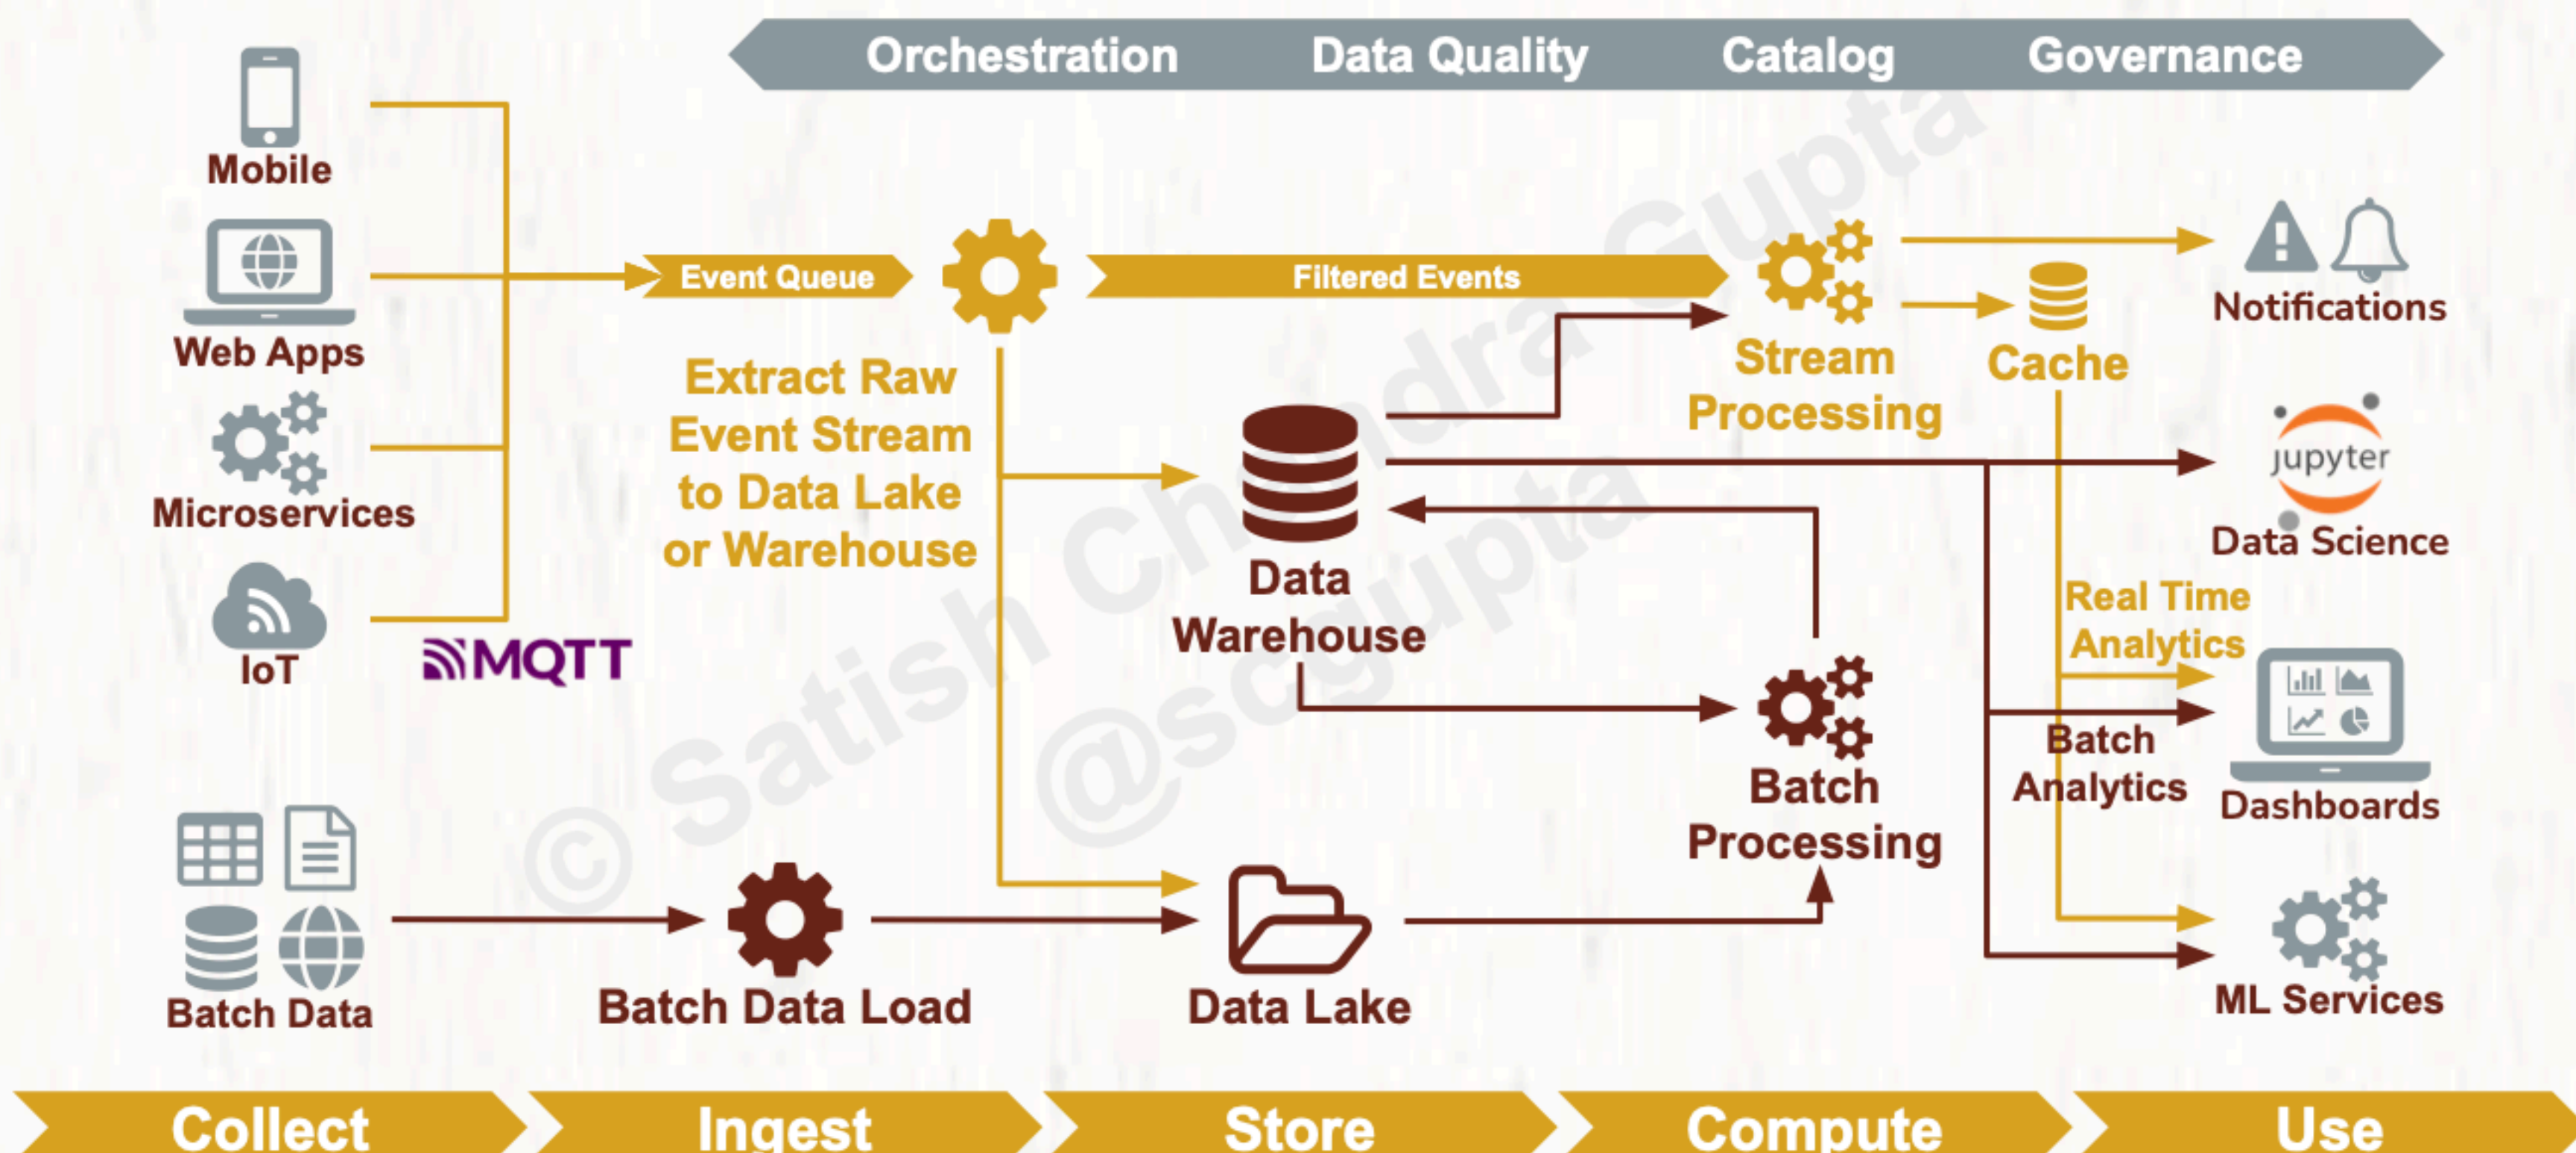 Orchestration Data Quality Catalog Governance
Mobile
Web Apps
Microservices
IoT
MQTT
Batch Data
Event Queue
Extract Raw
Event Stream
to Data Lake
or Warehouse
Batch Data Load
Filtered Events
Data
Warehouse
Data Lake
Stream
Processing
Cache
Batch
Processing
Notifications
jupyter
Data Science
Real Time
Analytics
Batch
Analytics
Dashboards
ML Services
© Satish Chandra Gupta
@scgupta
Collect Ingest Store Compute Use